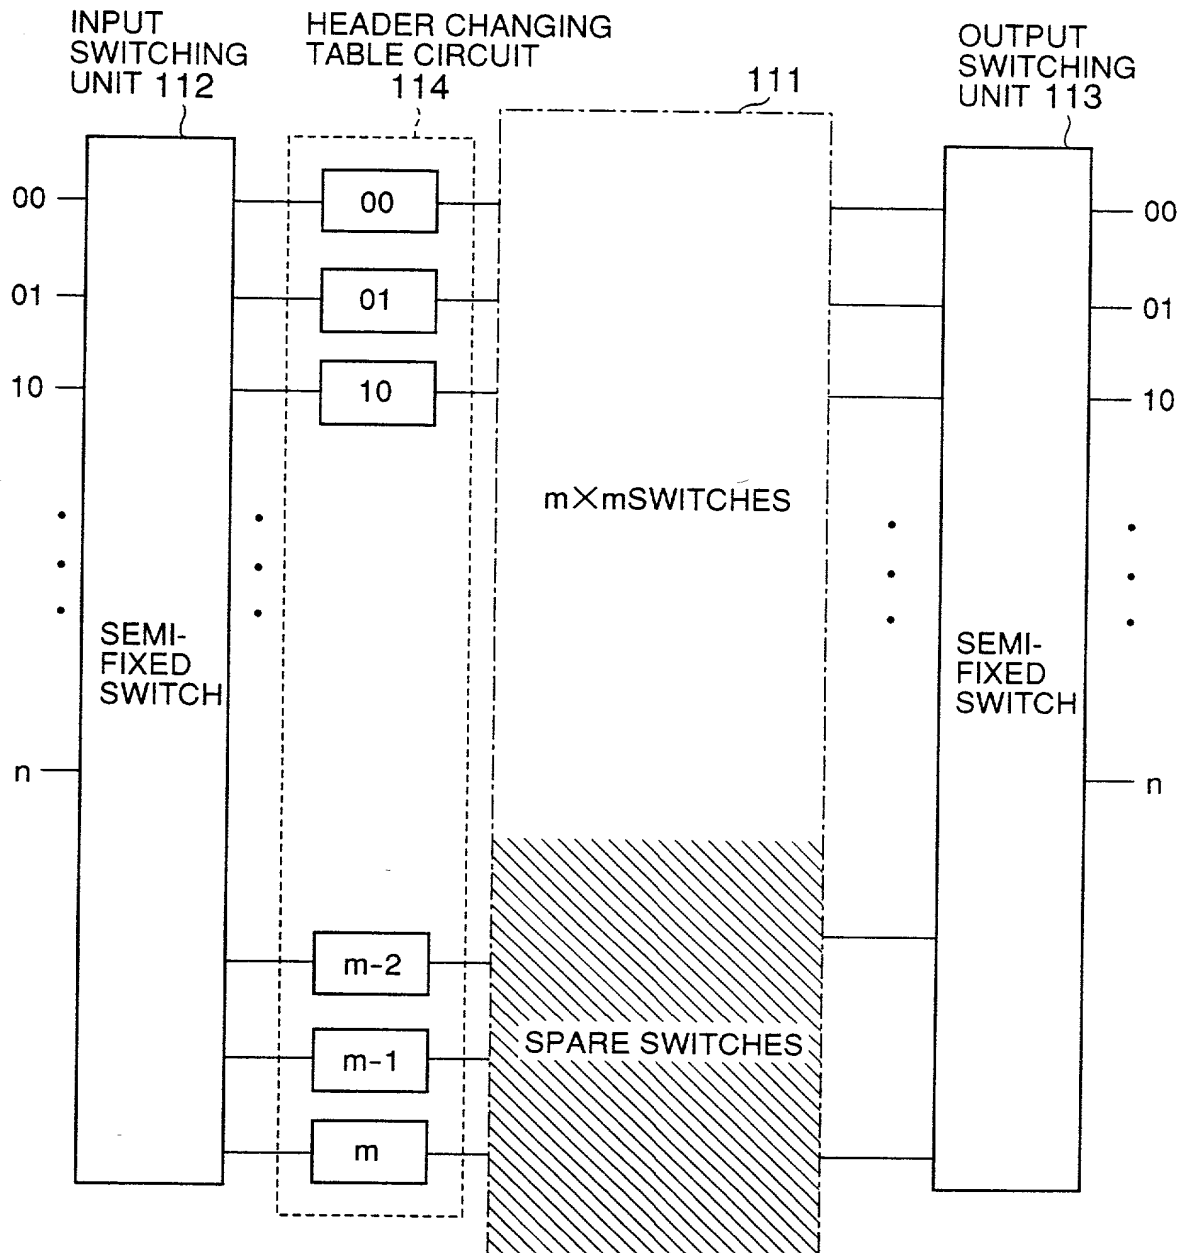 INPUT
SWITCHING
UNIT 112
HEADER CHANGING
TABLE CIRCUIT
114
111
OUTPUT
SWITCHING
UNIT 113
00
00
00
01
01
01
10
10
10
m×mSWITCHES
SEMI-
FIXED
SWITCH
SEMI-
FIXED
SWITCH
n
n
m-2
m-1
SPARE SWITCHES
m